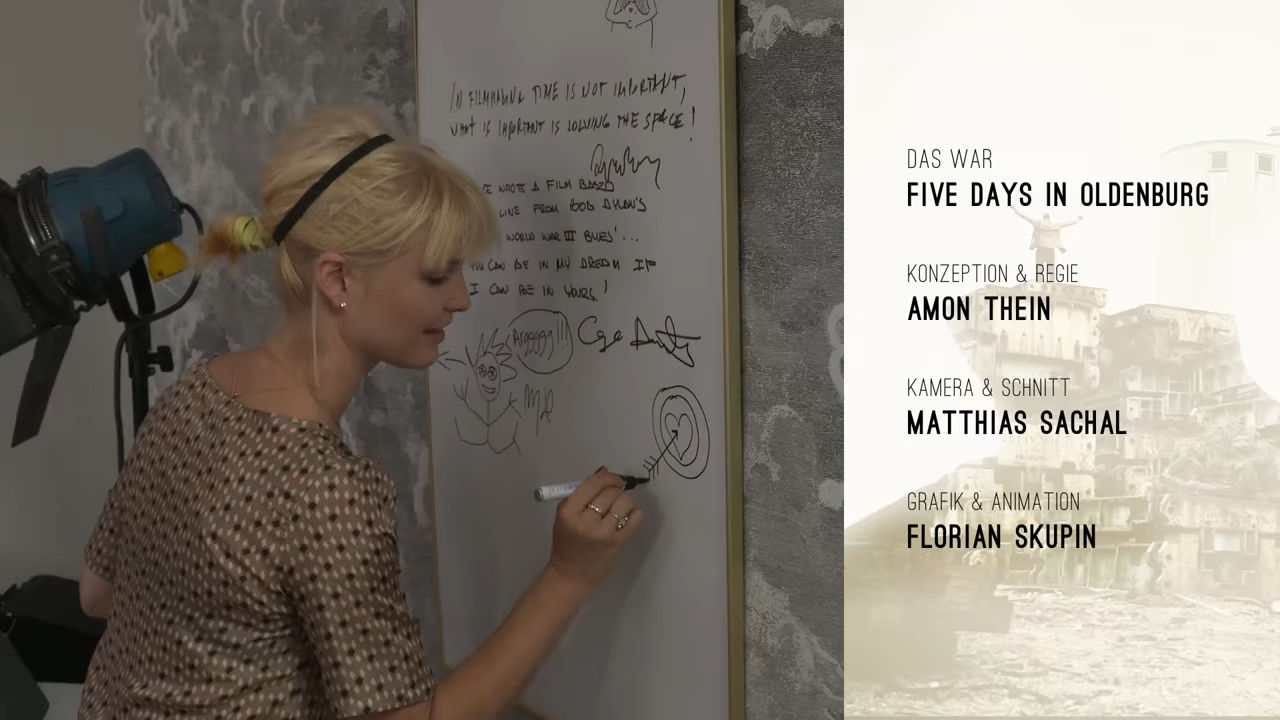 IN FILMMAKING TIME IS NOT IMPORTANT,
WHAT IS IMPORTANT IS SOLVING THE SPACE!
WROTE A FILM BASED
LINE FROM BOB DYLAN'S
WORLD WAR III BLUES'...
YOU CAN BE IN MY DREAM IF
I CAN BE IN YOURS.!
Arggggg!!!
DAS WAR
FIVE DAYS IN OLDENBURG
KONZEPTION & REGIE
AMON THEIN
KAMERA & SCHNITT
MATTHIAS SACHAL
GRAFIK & ANIMATION
FLORIAN SKUPIN